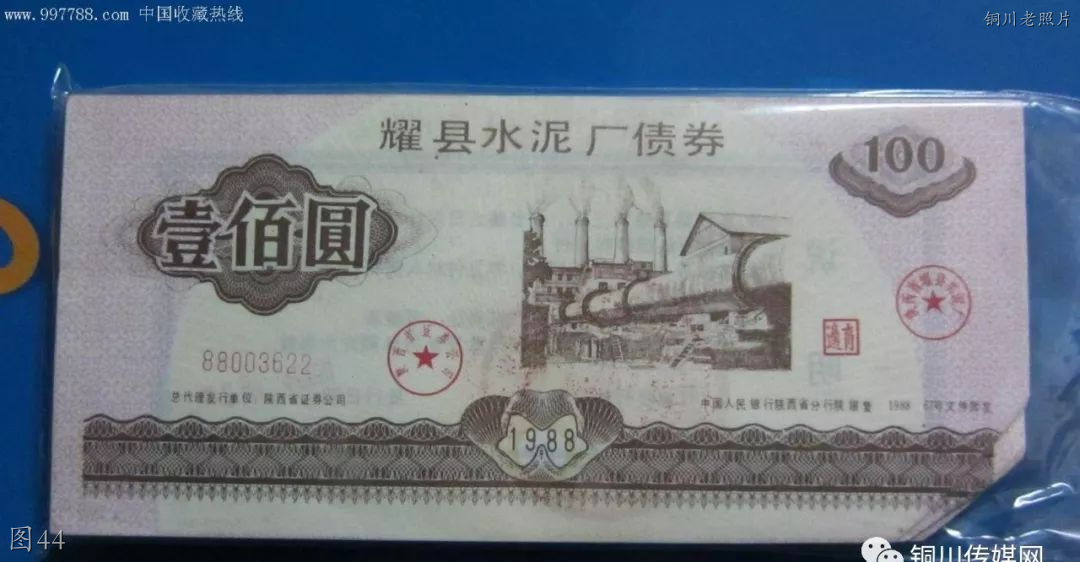 www.997788.com 中国收藏热线
铜川老照片
耀县水泥厂债券
100
壹佰圆
88003622
总代理发行单位：陕西省证券公司
中国人民银行陕西省分行陕
1988
1988
图44
铜川传媒网